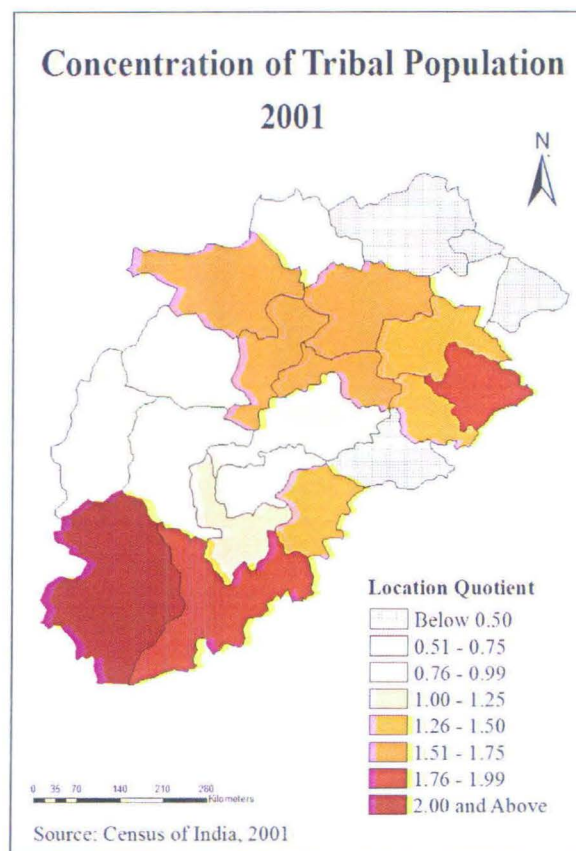 Concentration of Tribal Population
2001
N
Location Quotient
Below 0.50
0.51 - 0.75
0.76 - 0.99
1.00 - 1.25
1.26 - 1.50
1.51 - 1.75
1.76 - 1.99
2.00 and Above
0 35 70 140 210 280
Kilometers
Source: Census of India, 2001